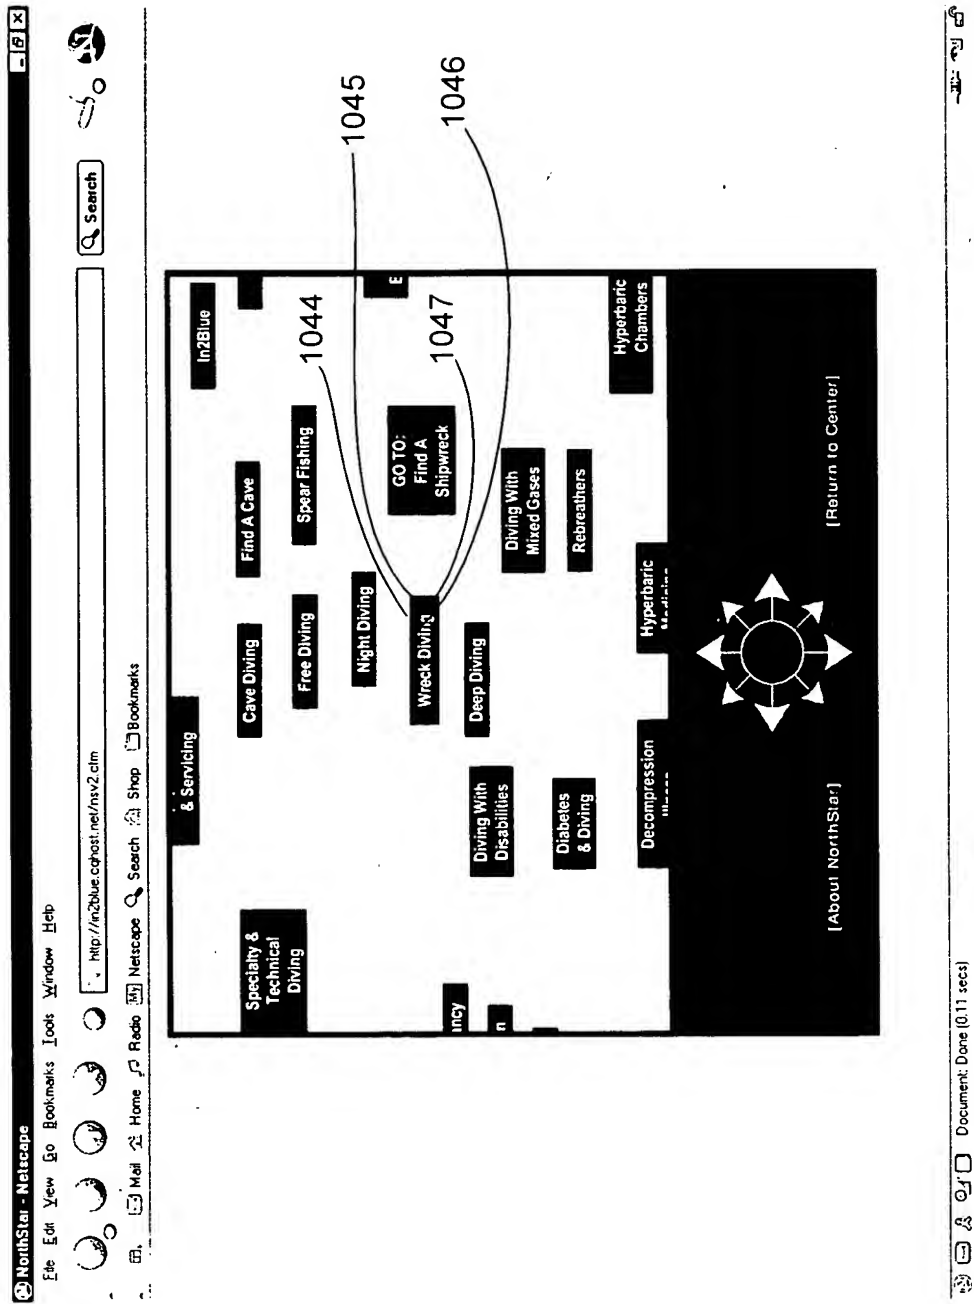 NorthStar - Netscape
File Edit View Go Bookmarks Tools Window Help
http://in2blue.cqhost.net/nsv2.cfm
Search
Mail Home Radio My Netscape Search Shop Bookmarks
& Servicing
In2Blue
Specialty &
Technical
Diving
Cave Diving
Find A Cave
Free Diving
Spear Fishing
1044
1045
Night Diving
GO TO:
Find A
Shipwreck
Wreck Diving
1047
1046
ancy
Deep Diving
Diving With
Disabilities
Diving With
Mixed Gases
n
Diabetes
& Diving
Rebreathers
Hyperbaric
Chambers
Decompression
Hyperbaric
[About NorthStar]
[Return to Center]
Document: Done (0.11 secs)